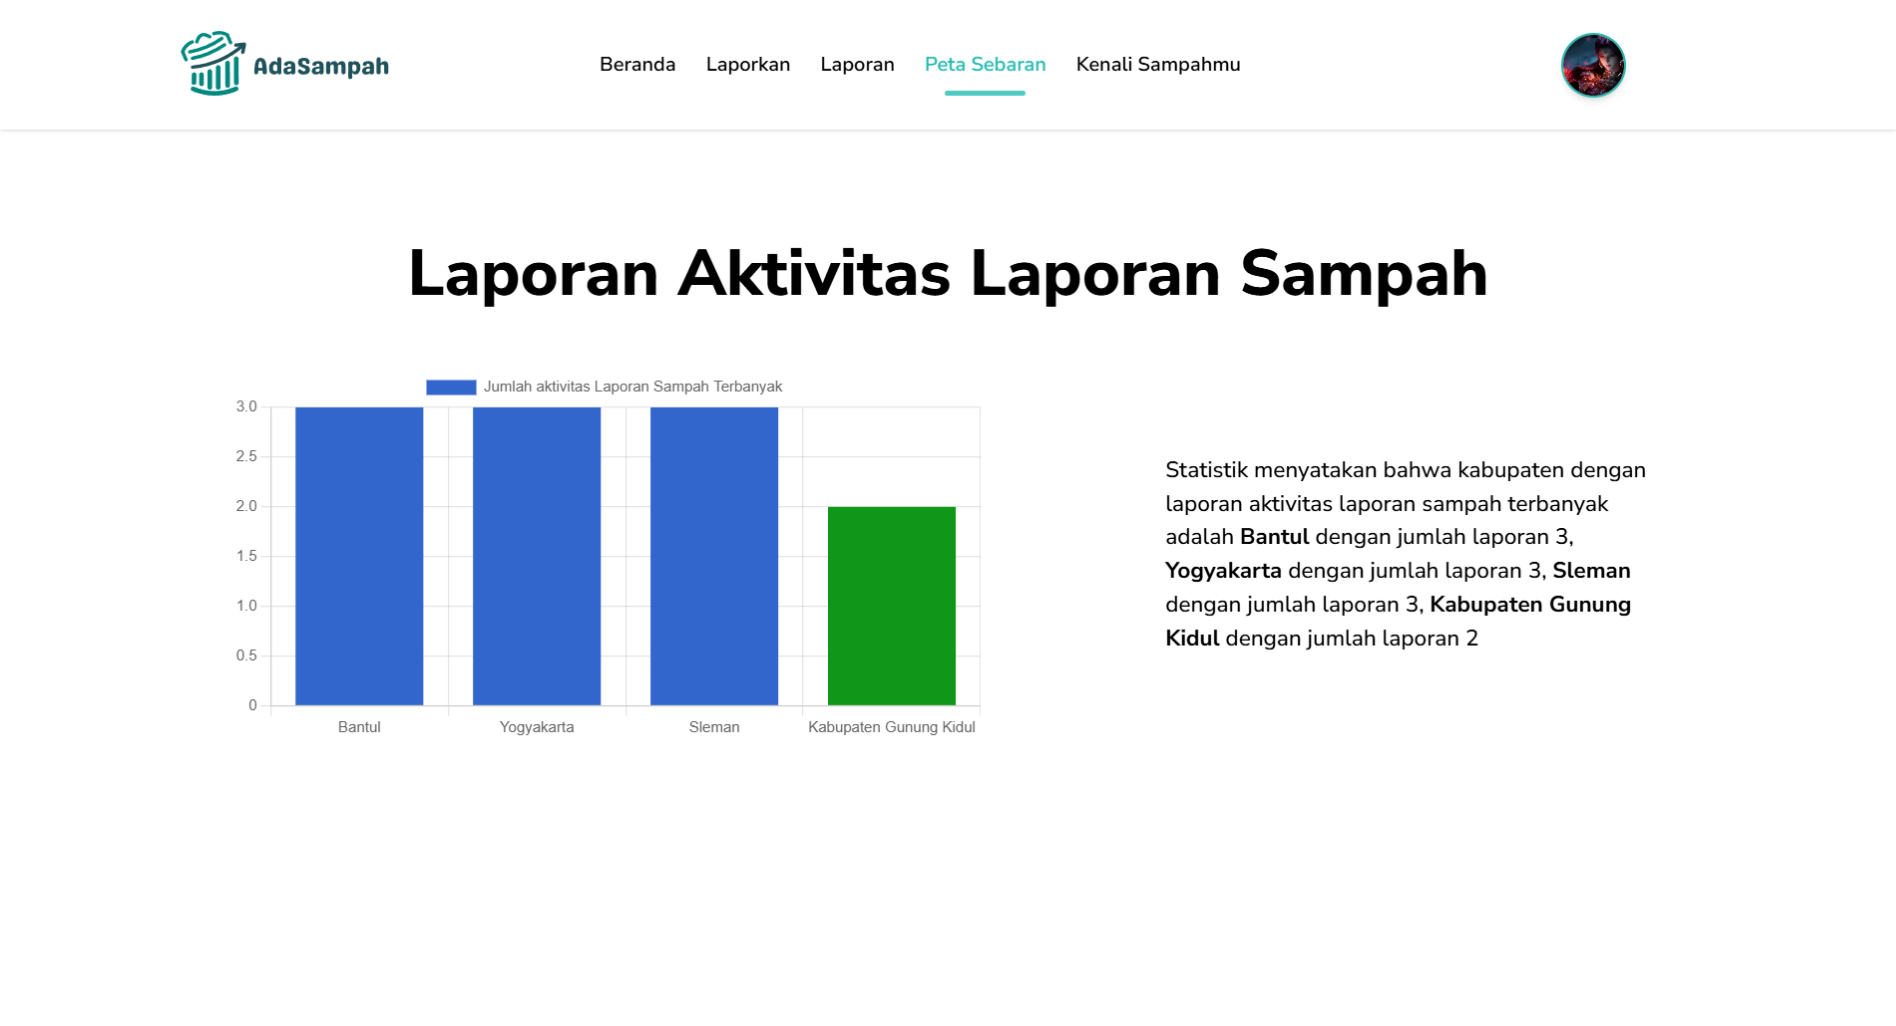 AdaSampah
Beranda Laporkan Laporan Peta Sebaran Kenali Sampahmu
Laporan Aktivitas Laporan Sampah
Jumlah aktivitas Laporan Sampah Terbanyak
3.0
2.5
2.0
1.5
1.0
0.5
0
Bantul Yogyakarta Sleman Kabupaten Gunung Kidul
Statistik menyatakan bahwa kabupaten dengan
laporan aktivitas laporan sampah terbanyak
adalah Bantul dengan jumlah laporan 3,
Yogyakarta dengan jumlah laporan 3, Sleman
dengan jumlah laporan 3, Kabupaten Gunung
Kidul dengan jumlah laporan 2